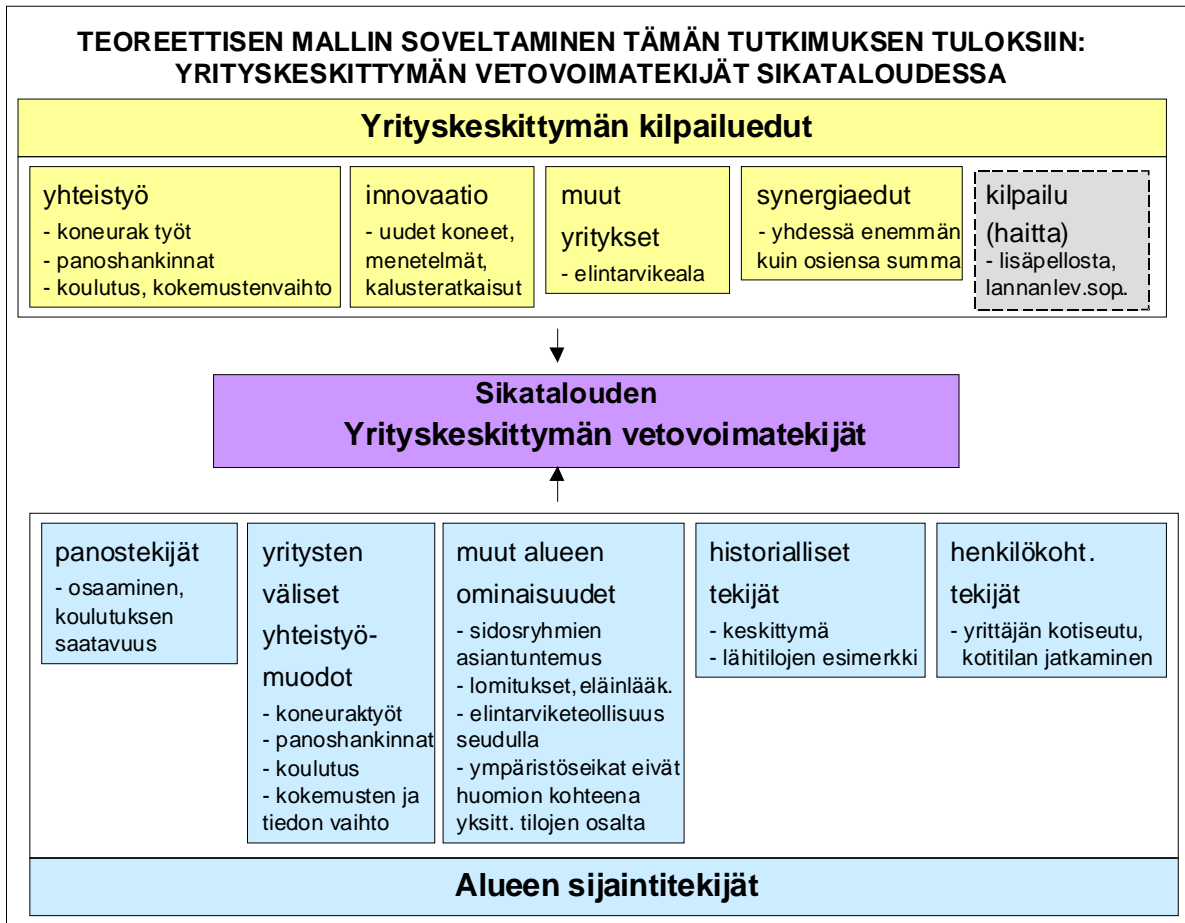 TEOREETTISEN MALLIN SOVELTAMINEN TÄMÄN TUTKIMUKSEN TULOKSIIN:
YRITYSKESKITTYMÄN VETOVOIMATEKIJÄT SIKATALOUDESSA
Yrityskeskittymän kilpailuedut
yhteistyö
- koneurak työt
- panoshankinnat
- koulutus, kokemustenvaihto
innovaatio
- uudet koneet,
menetelmät,
kalusteratkaisut
muut
yritykset
- elintarvikeala
synergiaedut
- yhdessä enemmän
kuin osiensa summa
kilpailu
(haitta)
- lisäpellosta,
lannanlev.sop.
Sikatalouden
Yrityskeskittymän vetovoimatekijät
panostekijät
- osaaminen,
koulutuksen
saatavuus
yritysten
väliset
yhteistyö-
muodot
- koneuraktyöt
- panoshankinnat
- koulutus
- kokemusten ja
tiedon vaihto
muut alueen
ominaisuudet
- sidosryhmien
asiantuntemus
- lomitukset, eläinlääk.
- elintarviketeollisuus
seudulla
- ympäristöseikat eivät
huomion kohteena
yksitt. tilojen osalta
historialliset
tekijät
- keskittymä
- lähitilojen esimerkki
henkilökoht.
tekijät
- yrittäjän kotiseutu,
kotitilan jatkaminen
Alueen sijaintitekijät